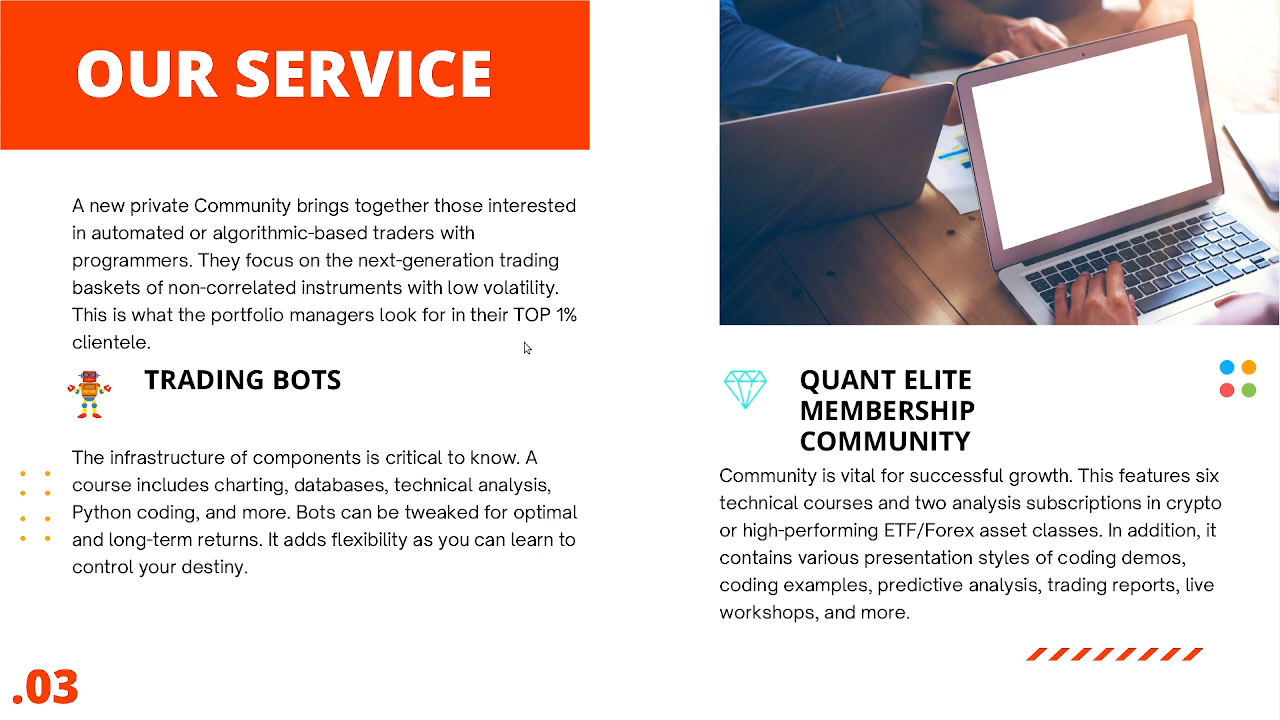 OUR SERVICE
A new private Community brings together those interested
in automated or algorithmic-based traders with
programmers. They focus on the next-generation trading
baskets of non-correlated instruments with low volatility.
This is what the portfolio managers look for in their TOP 1%
clientele.
TRADING BOTS
The infrastructure of components is critical to know. A
course includes charting, databases, technical analysis,
Python coding, and more. Bots can be tweaked for optimal
and long-term returns. It adds flexibility as you can learn to
control your destiny.
QUANT ELITE
MEMBERSHIP
COMMUNITY
Community is vital for successful growth. This features six
technical courses and two analysis subscriptions in crypto
or high-performing ETF/Forex asset classes. In addition, it
contains various presentation styles of coding demos,
coding examples, predictive analysis, trading reports, live
workshops, and more.
.03